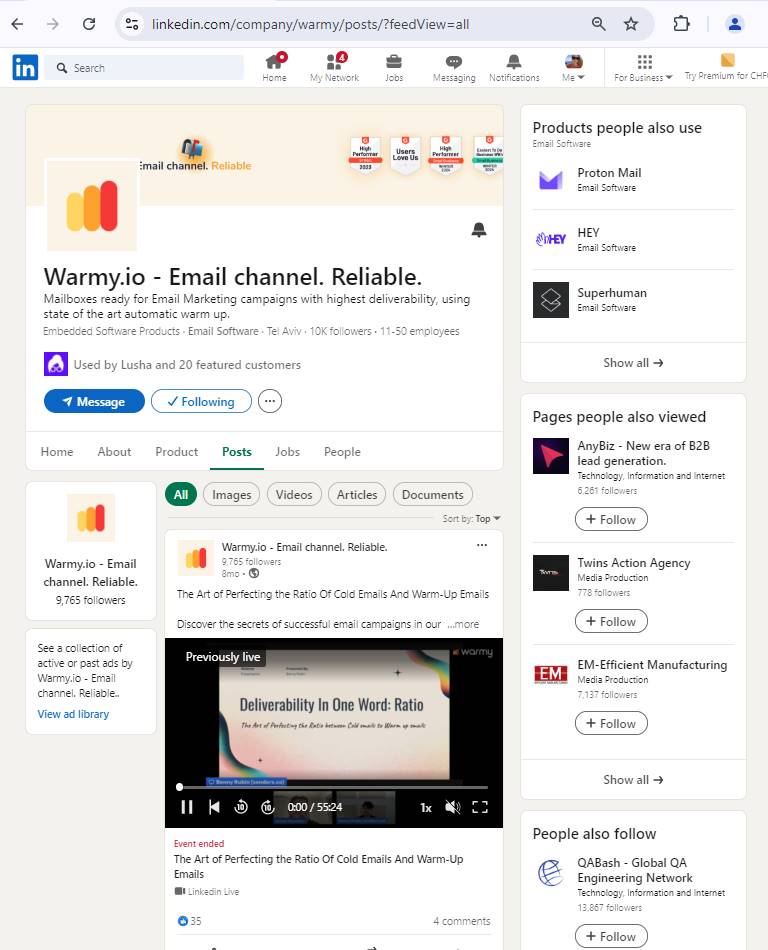 linkedin.com/company/warmy/posts/?feedView=all
in
Search
Home
4
My Network
Jobs
Messaging
Notifications
Me
For Business
Try Premium for CHF
Email channel. Reliable
High
Performer
2023
Users
Love Us
High
Performer
Small Business
WINTER
2024
Easiest To Do
Business With
Small Business
WINTER
2024
Warmy.io - Email channel. Reliable.
Mailboxes ready for Email Marketing campaigns with highest deliverability, using
state of the art automatic warm up.
Embedded Software Products · Email Software · Tel Aviv · 10K followers · 11-50 employees
Used by Lusha and 20 featured customers
Message
Following
Home
About
Product
Posts
Jobs
People
Warmy.io - Email
channel. Reliable.
9,765 followers
See a collection of
active or past ads by
Warmy.io - Email
channel. Reliable..
View ad library
All
Images
Videos
Articles
Documents
Sort by: Top
Warmy.io - Email channel. Reliable.
9,765 followers
8mo •
The Art of Perfecting the Ratio Of Cold Emails And Warm-Up Emails
Discover the secrets of successful email campaigns in our ...more
Previously live
warmy
Deliverability In One Word: Ratio
The Art of Perfecting the Ratio between Cold emails to Warm up emails
Benny Rubin (senders.co)
10
10
0:00 / 55:24
1x
Event ended
The Art of Perfecting the Ratio Of Cold Emails And Warm-Up
Emails
Linkedin Live
35
4 comments
Products people also use
Email Software
Proton Mail
Email Software
HEY
HEY
Email Software
Superhuman
Email Software
Show all →
Pages people also viewed
AnyBiz - New era of B2B
lead generation.
Technology, Information and Internet
6,261 followers
+ Follow
Twins Action Agency
Media Production
778 followers
+ Follow
EM
EM-Efficient Manufacturing
Media Production
7,137 followers
+ Follow
Show all →
People also follow
QABash - Global QA
Engineering Network
Technology, Information and Internet
13,867 followers
+ Follow